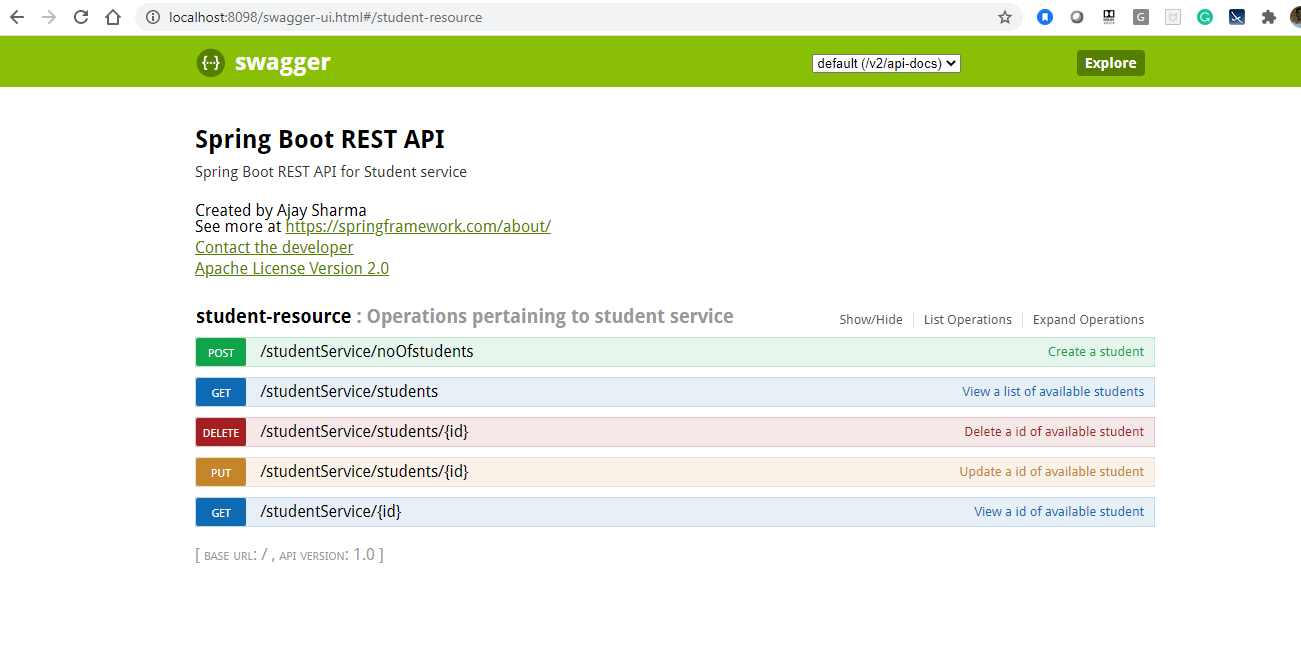 localhost:8098/swagger-ui.html#/student-resource
{··} swagger
default (/v2/api-docs)
Explore
Spring Boot REST API
Spring Boot REST API for Student service
Created by Ajay Sharma
See more at https://springframework.com/about/
Contact the developer
Apache License Version 2.0
student-resource : Operations pertaining to student service
Show/Hide
List Operations
Expand Operations
POST /studentService/noOfstudents Create a student
GET /studentService/students View a list of available students
DELETE /studentService/students/{id} Delete a id of available student
PUT /studentService/students/{id} Update a id of available student
GET /studentService/{id} View a id of available student
[ BASE URL: / , API VERSION: 1.0 ]